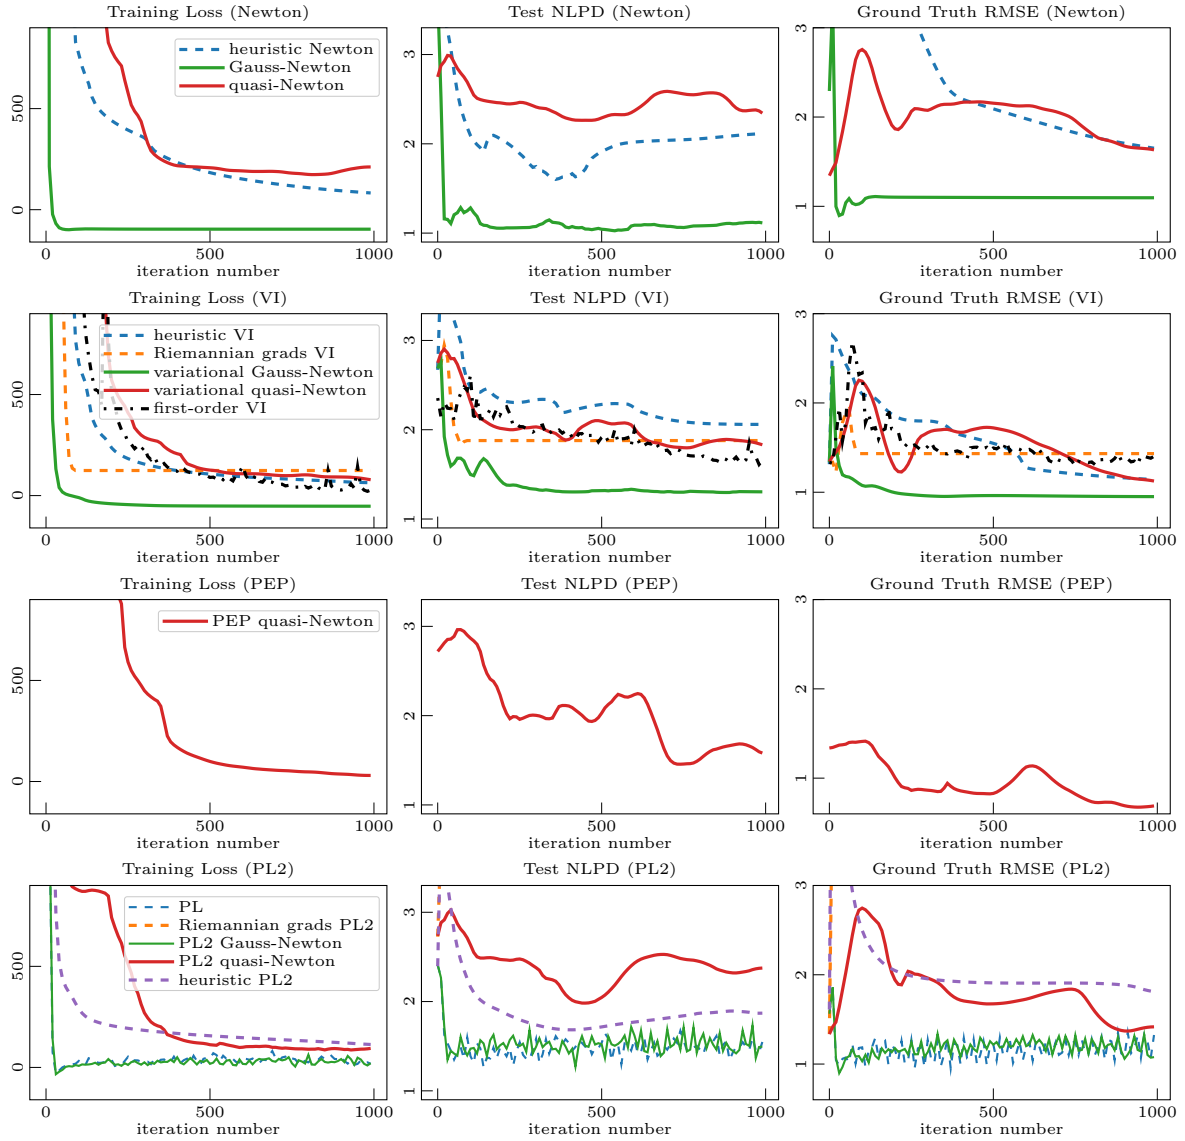 Training Loss (Newton)
Test NLPD (Newton)
Ground Truth RMSE (Newton)
heuristic Newton
Gauss-Newton
quasi-Newton
500
0
3
2
1
3
2
1
0
500
1000
0
500
1000
0
500
1000
iteration number
iteration number
iteration number
Training Loss (VI)
Test NLPD (VI)
Ground Truth RMSE (VI)
heuristic VI
Riemannian grads VI
variational Gauss-Newton
variational quasi-Newton
first-order VI
500
0
3
2
1
3
2
1
0
500
1000
0
500
1000
0
500
1000
iteration number
iteration number
iteration number
Training Loss (PEP)
Test NLPD (PEP)
Ground Truth RMSE (PEP)
PEP quasi-Newton
500
0
3
2
1
3
2
1
0
500
1000
0
500
1000
0
500
1000
iteration number
iteration number
iteration number
Training Loss (PL2)
Test NLPD (PL2)
Ground Truth RMSE (PL2)
PL
Riemannian grads PL2
PL2 Gauss-Newton
PL2 quasi-Newton
heuristic PL2
500
0
3
2
1
3
2
1
0
500
1000
0
500
1000
0
500
1000
iteration number
iteration number
iteration number